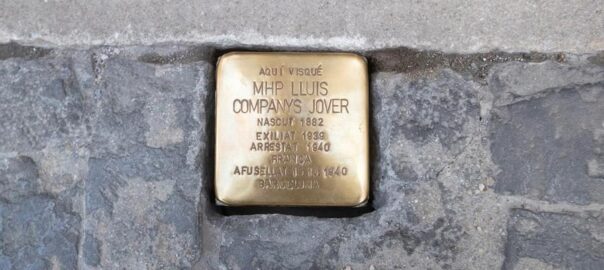 AQUÍ VISQUÉ
MHP LLUIS
COMPANYS JOVER
NASCUT 1882
EXILIAT 1939
ARRESTAT 1940
FRANÇA
AFUSELLAT 1940
BARCELONA